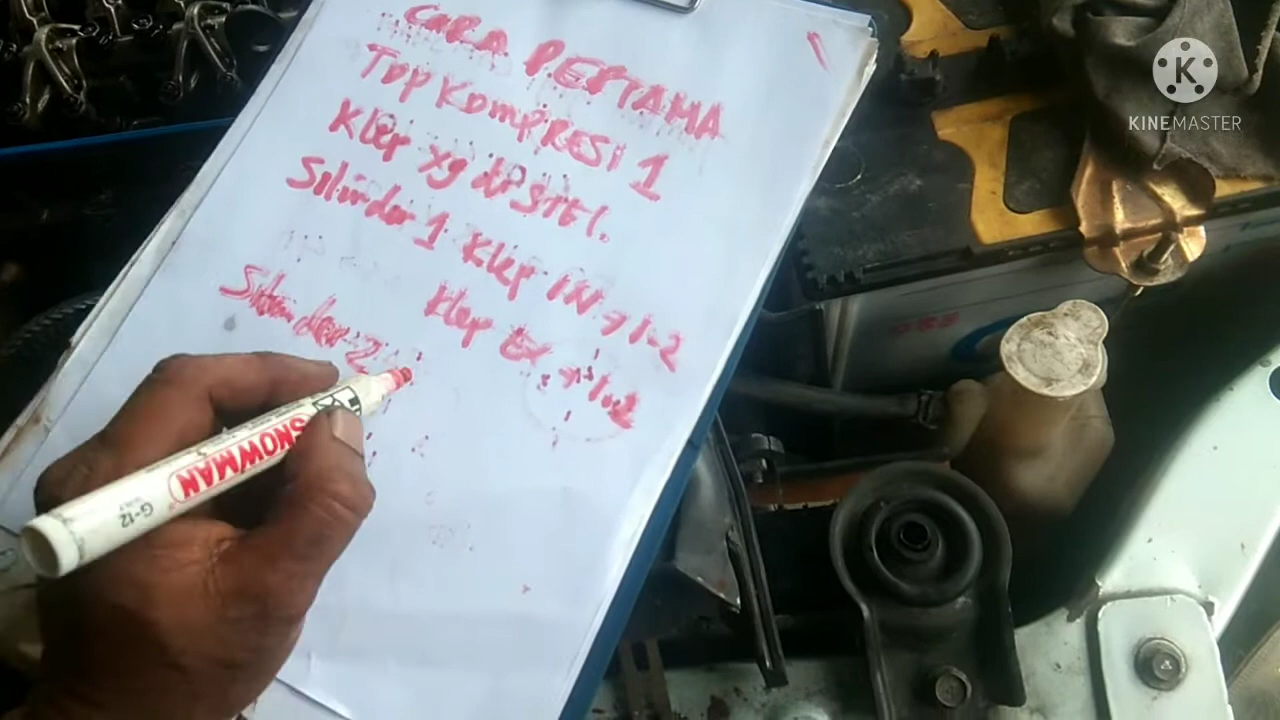 CARA PERTAMA
Top KompRESi 1
Klep yg di STEL.
Silinder 1 Klep IN → 1-2
Klep EX → 1-2
Silinder 2
SNOWMAN
G-12
K
KINEMASTER